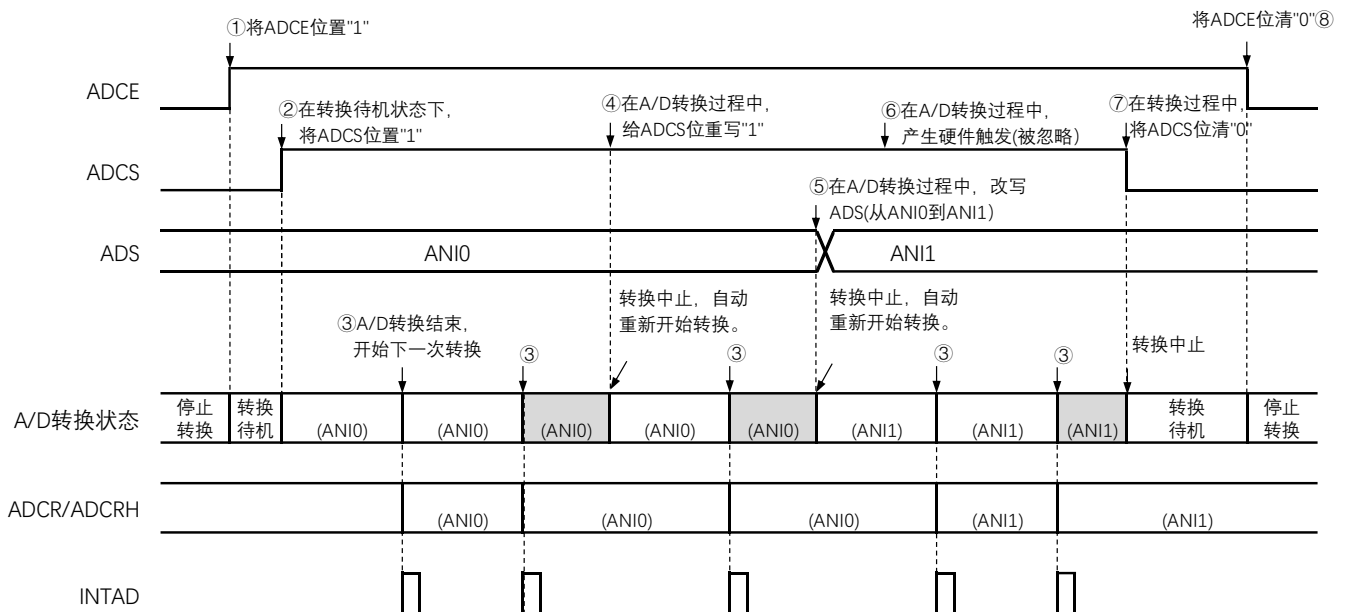 将ADCE位清"0"⑧
①将ADCE位置"1"
ADCE
②在转换待机状态下，
将ADCS位置"1"
④在A/D转换过程中，
给ADCS位重写"1"
⑥在A/D转换过程中，
产生硬件触发(被忽略）
⑦在转换过程中，
将ADCS位清"0"
ADCS
⑤在A/D转换过程中，改写
ADS(从ANI0到ANI1）
ADS
ANI0
ANI1
③A/D转换结束，
开始下一次转换
③
转换中止，自动
重新开始转换。
③
转换中止，自动
重新开始转换。
③
③
转换中止
A/D转换状态
停止
转换
转换
待机
(ANI0)
(ANI0)
(ANI0)
(ANI0)
(ANI0)
(ANI1)
(ANI1)
(ANI1)
转换
待机
停止
转换
ADCR/ADCRH
(ANI0)
(ANI0)
(ANI0)
(ANI1)
(ANI1)
INTAD